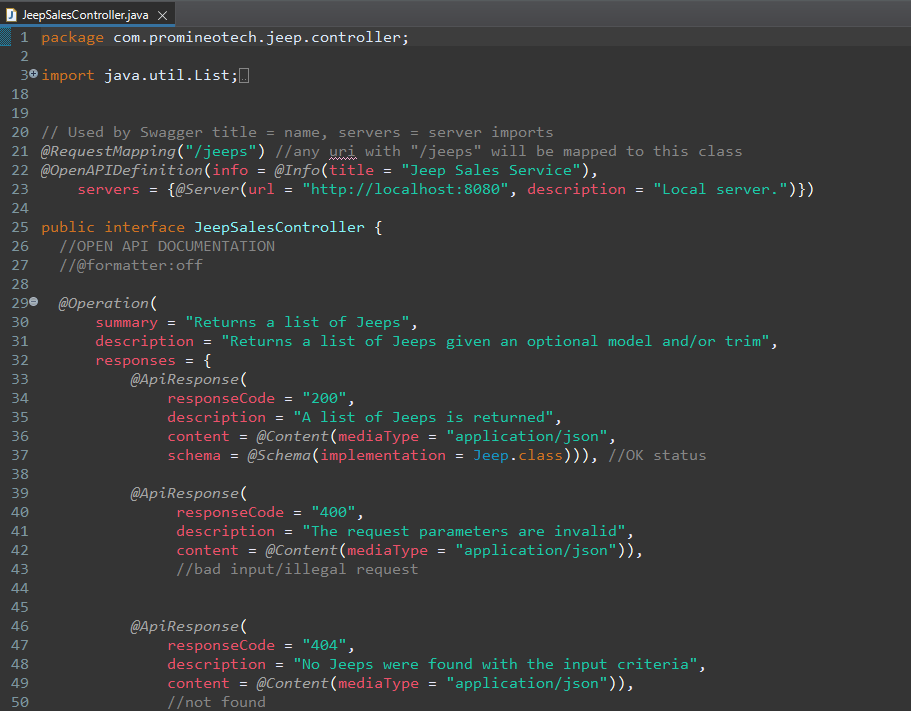 JeepSalesController.java
1 package com.promineotech.jeep.controller;
2
3 import java.util.List;
18
19
20 // Used by Swagger title = name, servers = server imports
21 @RequestMapping("/jeeps") //any uri with "/jeeps" will be mapped to this class
22 @OpenAPIDefinition(info = @Info(title = "Jeep Sales Service"),
23     servers = {@Server(url = "http://localhost:8080", description = "Local server.")})
24
25 public interface JeepSalesController {
26   //OPEN API DOCUMENTATION
27   //@formatter:off
28
29   @Operation(
30       summary = "Returns a list of Jeeps",
31       description = "Returns a list of Jeeps given an optional model and/or trim",
32       responses = {
33           @ApiResponse(
34               responseCode = "200",
35               description = "A list of Jeeps is returned",
36               content = @Content(mediaType = "application/json",
37               schema = @Schema(implementation = Jeep.class))), //OK status
38
39           @ApiResponse(
40                responseCode = "400",
41                description = "The request parameters are invalid",
42                content = @Content(mediaType = "application/json")),
43                //bad input/illegal request
44
45
46           @ApiResponse(
47               responseCode = "404",
48               description = "No Jeeps were found with the input criteria",
49               content = @Content(mediaType = "application/json")),
50               //not found